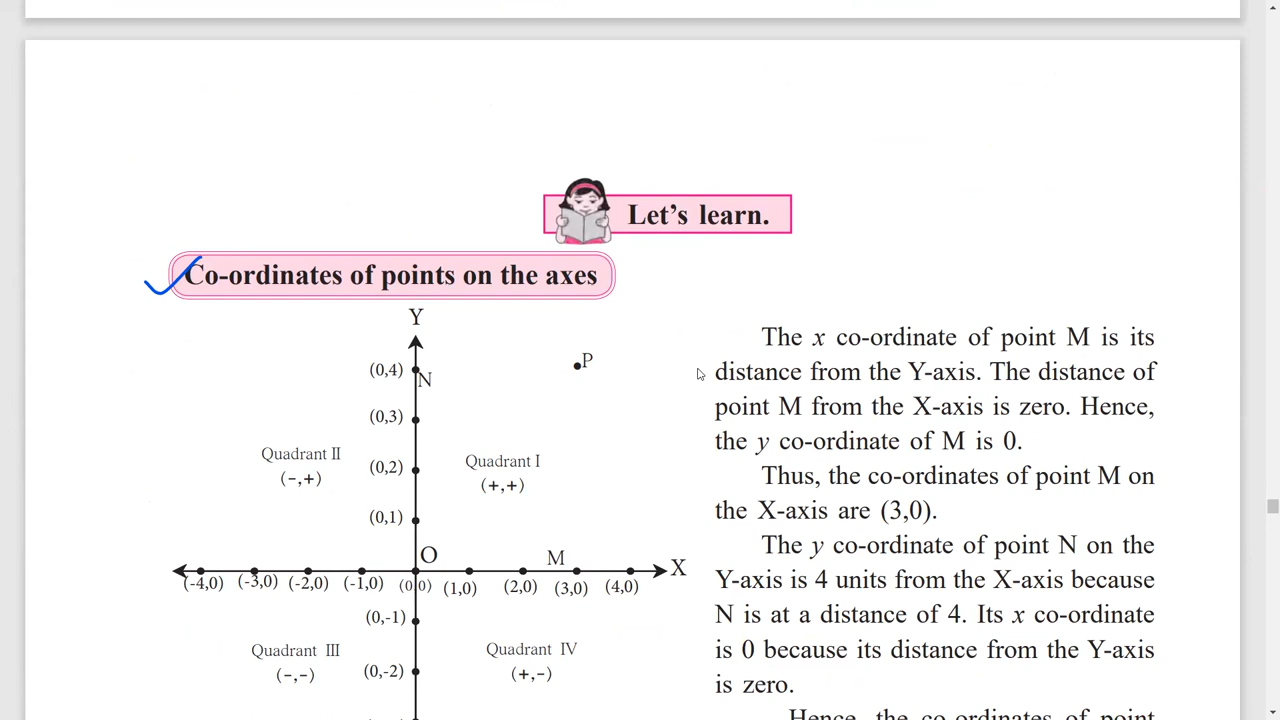 Let's learn.
Co-ordinates of points on the axes
Y
(0,4)
N
P
(0,3)
Quadrant II
(-,+)
(0,2)
Quadrant I
(+,+)
(0,1)
O
M
X
(-4,0) (-3,0) (-2,0) (-1,0) (0,0) (1,0) (2,0) (3,0) (4,0)
(0,-1)
Quadrant III
(-,-)
(0,-2)
Quadrant IV
(+,-)
The x co-ordinate of point M is its
distance from the Y-axis. The distance of
point M from the X-axis is zero. Hence,
the y co-ordinate of M is 0.
Thus, the co-ordinates of point M on
the X-axis are (3,0).
The y co-ordinate of point N on the
Y-axis is 4 units from the X-axis because
N is at a distance of 4. Its x co-ordinate
is 0 because its distance from the Y-axis
is zero.
Hence, the co-ordinates of point